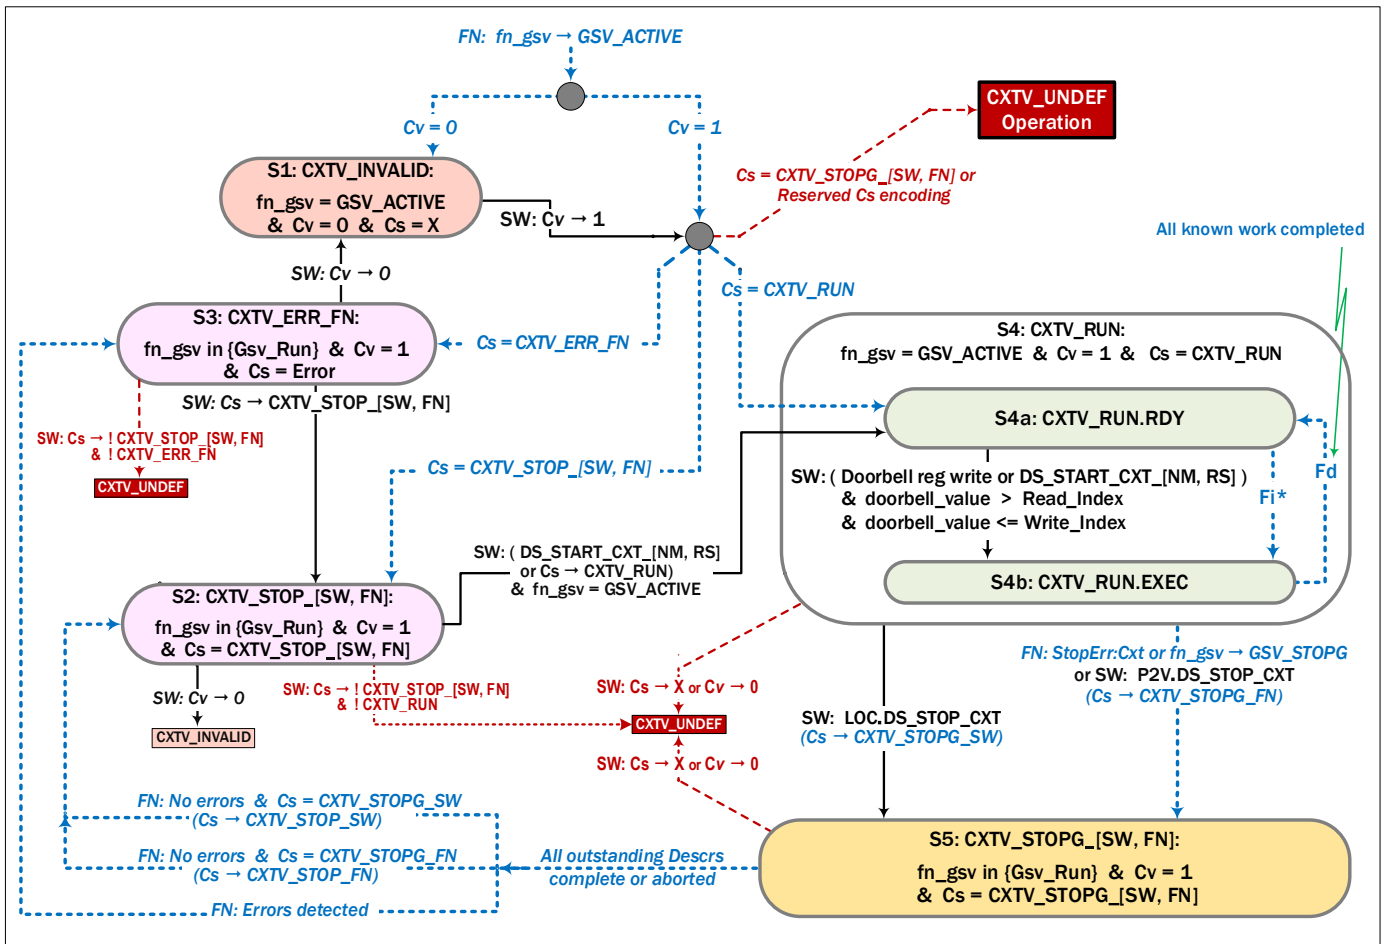 FN: fn_gsv → GSV_ACTIVE
Cv = 0
Cv = 1
CXTV_UNDEF
Operation
S1: CXTV_INVALID:
fn_gsv = GSV_ACTIVE
& Cv = 0 & Cs = X
SW: Cv → 1
Cs = CXTV_STOPG_[SW, FN] or
Reserved Cs encoding
All known work completed
SW: Cv → 0
Cs = CXTV_RUN
S3: CXTV_ERR_FN:
fn_gsv in {Gsv_Run} & Cv = 1
& Cs = Error
Cs = CXTV_ERR_FN
S4: CXTV_RUN:
fn_gsv = GSV_ACTIVE & Cv = 1 & Cs = CXTV_RUN
SW: Cs → CXTV_STOP_[SW, FN]
S4a: CXTV_RUN.RDY
SW: Cs → ! CXTV_STOP_[SW, FN]
& ! CXTV_ERR_FN
CXTV_UNDEF
Cs = CXTV_STOP_[SW, FN]
SW: ( Doorbell reg write or DS_START_CXT_[NM, RS] )
& doorbell_value > Read_Index
& doorbell_value <= Write_Index
Fi*
Fd
SW: ( DS_START_CXT_[NM, RS]
or Cs → CXTV_RUN)
& fn_gsv = GSV_ACTIVE
S4b: CXTV_RUN.EXEC
S2: CXTV_STOP_[SW, FN]:
fn_gsv in {Gsv_Run} & Cv = 1
& Cs = CXTV_STOP_[SW, FN]
FN: StopErr:Cxt or fn_gsv → GSV_STOPG
or SW: P2V.DS_STOP_CXT
(Cs → CXTV_STOPG_FN)
SW: Cv → 0
CXTV_INVALID
SW: Cs → ! CXTV_STOP_[SW, FN]
& ! CXTV_RUN
SW: Cs → X or Cv → 0
CXTV_UNDEF
SW: Cs → X or Cv → 0
SW: LOC.DS_STOP_CXT
(Cs → CXTV_STOPG_SW)
FN: No errors & Cs = CXTV_STOPG_SW
(Cs → CXTV_STOP_SW)
FN: No errors & Cs = CXTV_STOPG_FN
(Cs → CXTV_STOP_FN)
FN: Errors detected
All outstanding Descrs
complete or aborted
S5: CXTV_STOPG_[SW, FN]:
fn_gsv in {Gsv_Run} & Cv = 1
& Cs = CXTV_STOPG_[SW, FN]